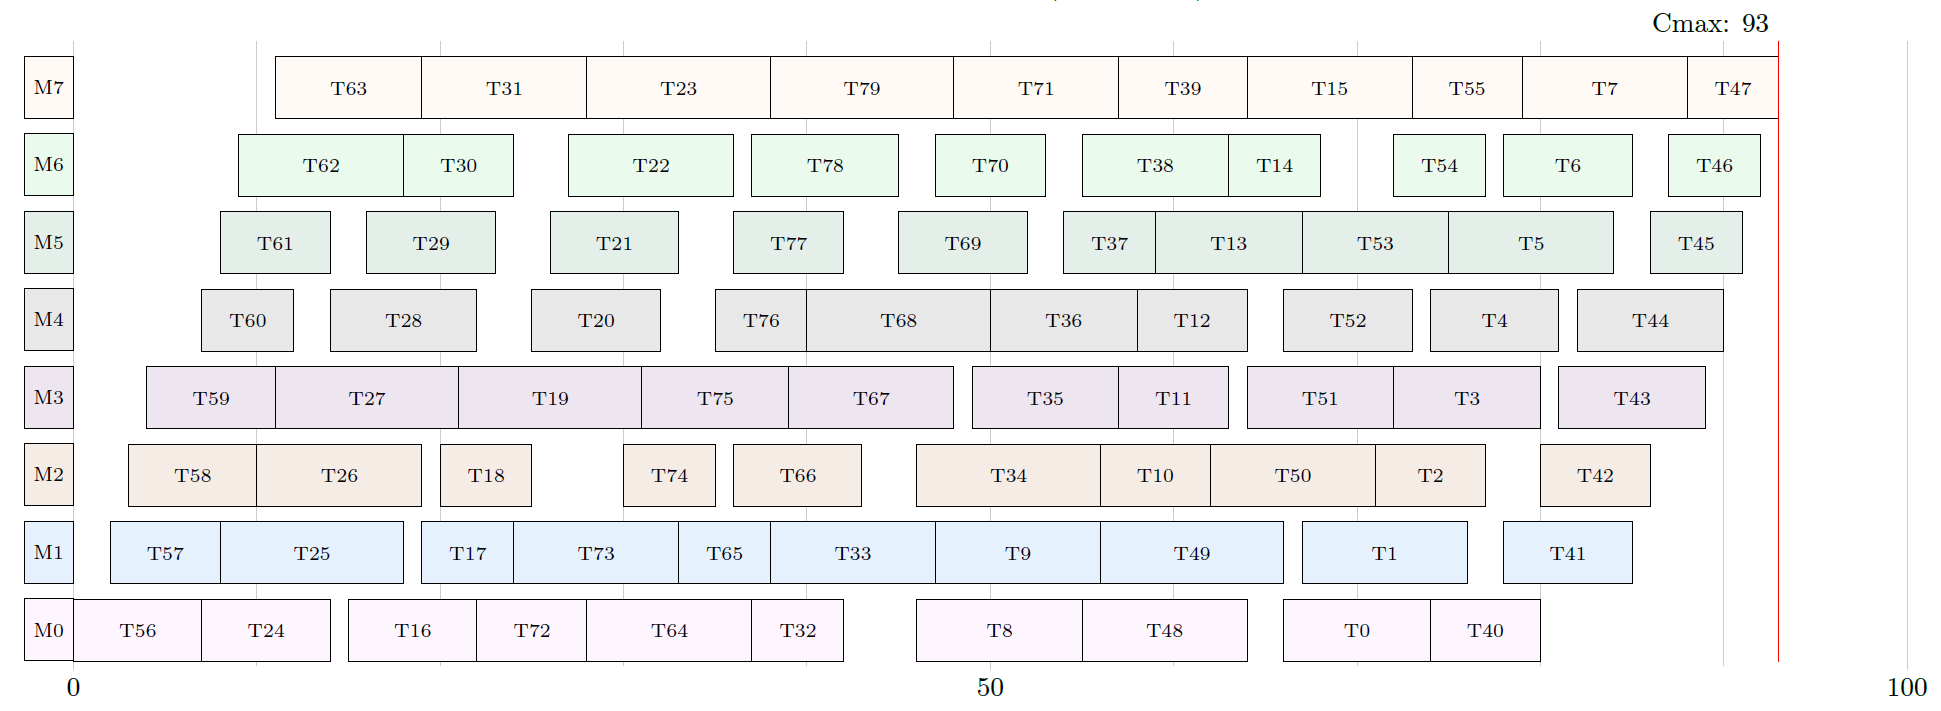 Cmax: 93
M7 T63 T31 T23 T79 T71 T39 T15 T55 T7 T47
M6 T62 T30 T22 T78 T70 T38 T14 T54 T6 T46
M5 T61 T29 T21 T77 T69 T37 T13 T53 T5 T45
M4 T60 T28 T20 T76 T68 T36 T12 T52 T4 T44
M3 T59 T27 T19 T75 T67 T35 T11 T51 T3 T43
M2 T58 T26 T18 T74 T66 T34 T10 T50 T2 T42
M1 T57 T25 T17 T73 T65 T33 T9 T49 T1 T41
M0 T56 T24 T16 T72 T64 T32 T8 T48 T0 T40
0 50 100